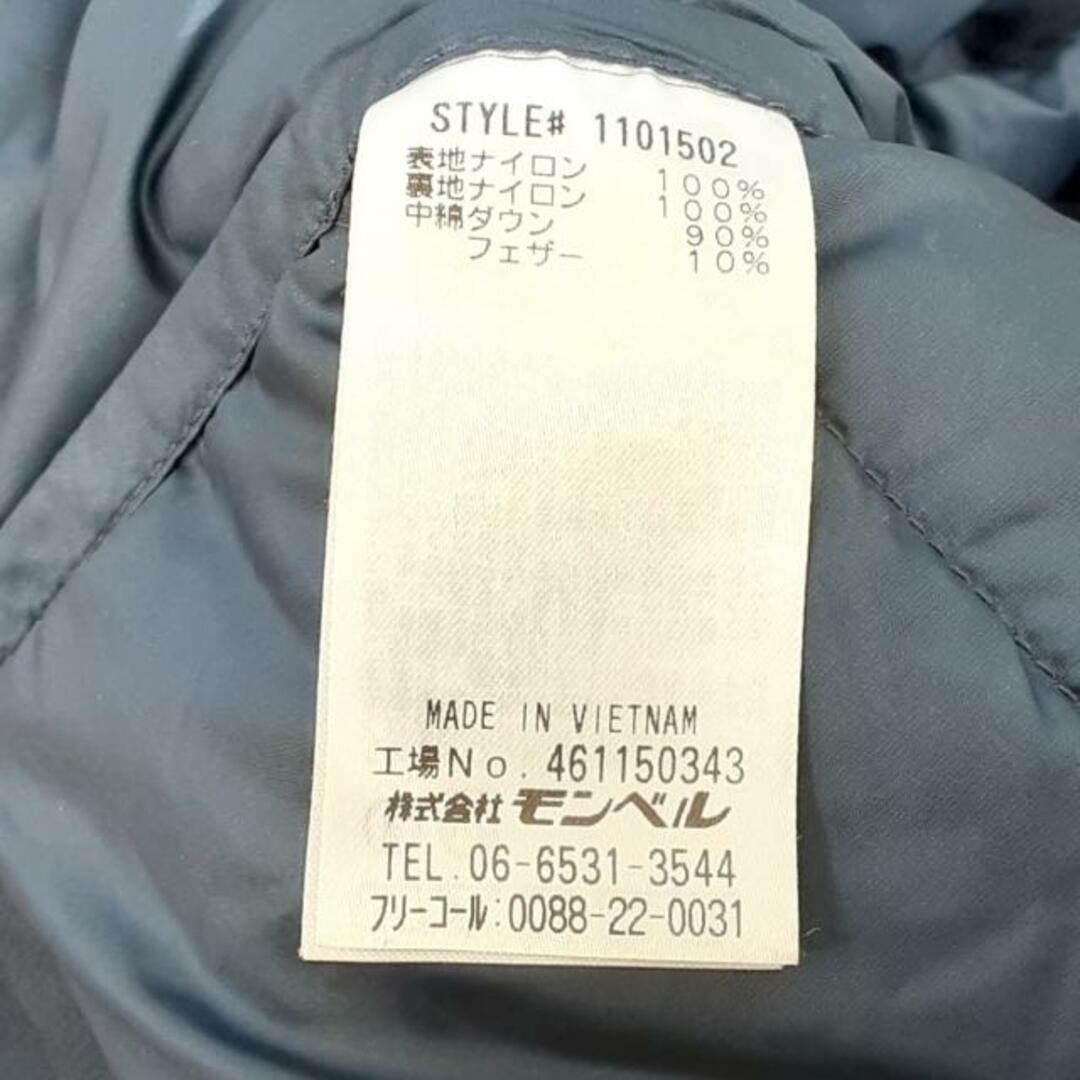 STYLE# 1101502
表地ナイロン 100%
裏地ナイロン 100%
中綿ダウン 90%
フェザー 10%
MADE IN VIETNAM
工場No. 461150343
株式会社モンベル
TEL. 06-6531-3544
フリーコール:0088-22-0031